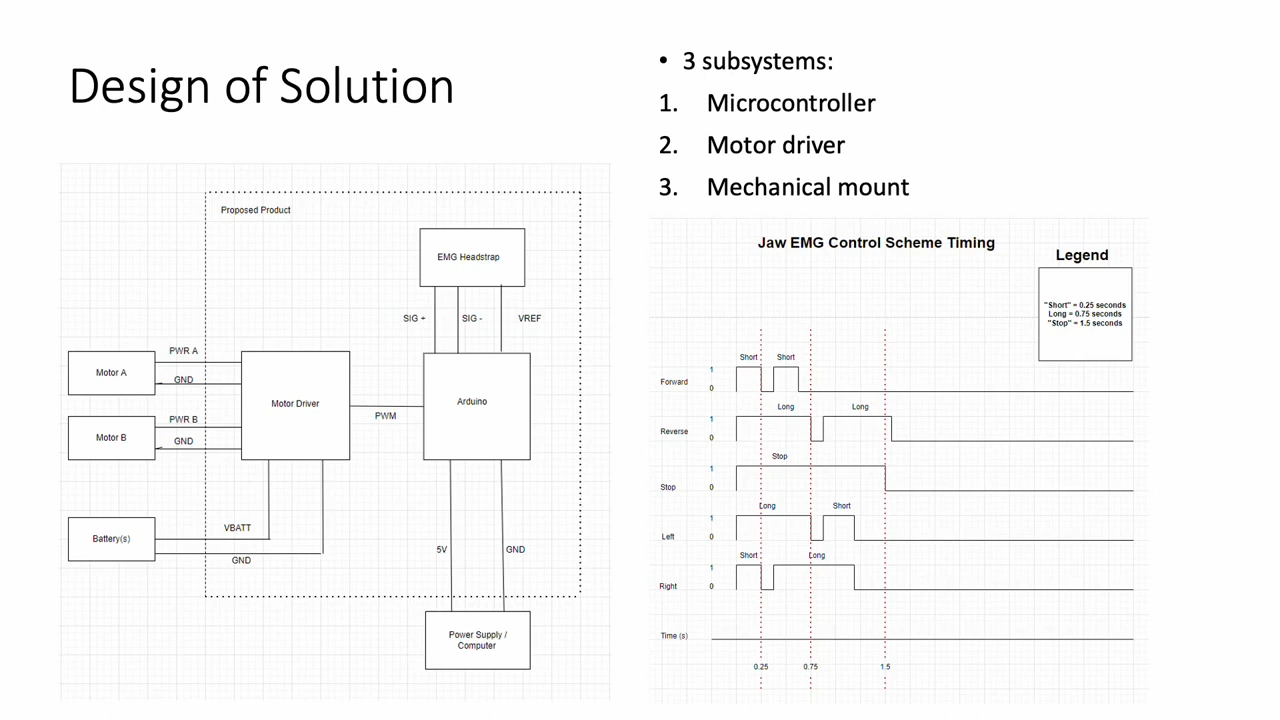 Design of Solution
• 3 subsystems:
1. Microcontroller
2. Motor driver
3. Mechanical mount
Proposed Product
EMG Headstrap
SIG +
SIG -
VREF
Motor A
PWR A
GND
Motor B
PWR B
GND
Motor Driver
PWM
Arduino
Battery(s)
VBATT
GND
5V
GND
Power Supply /
Computer
Jaw EMG Control Scheme Timing
Legend
"Short" = 0.25 seconds
Long = 0.75 seconds
"Stop" = 1.5 seconds
Short
Short
Forward
1
0
Long
Long
Reverse
1
0
Stop
Stop
1
0
Long
Short
Left
1
0
Short
Long
Right
1
0
Time (s)
0.25
0.75
1.5